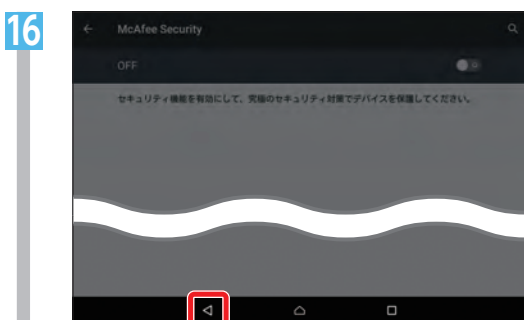 16
McAfee Security
OFF
セキュリティ機能を有効にして、究極のセキュリティ対策でデバイスを保護してください。